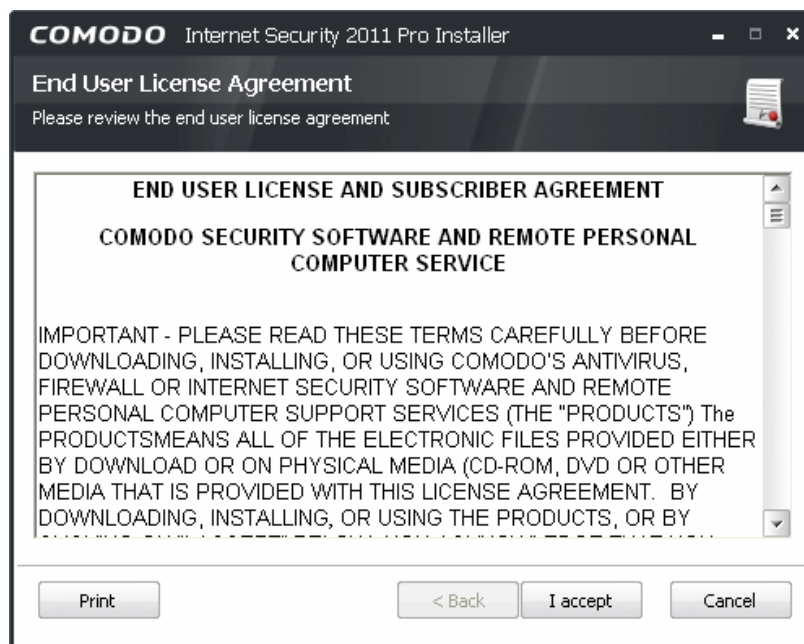 COMODO Internet Security 2011 Pro Installer
End User License Agreement
Please review the end user license agreement
END USER LICENSE AND SUBSCRIBER AGREEMENT
COMODO SECURITY SOFTWARE AND REMOTE PERSONAL
COMPUTER SERVICE
IMPORTANT - PLEASE READ THESE TERMS CAREFULLY BEFORE
DOWNLOADING, INSTALLING, OR USING COMODO'S ANTIVIRUS,
FIREWALL OR INTERNET SECURITY SOFTWARE AND REMOTE
PERSONAL COMPUTER SUPPORT SERVICES (THE "PRODUCTS") The
PRODUCTSMEANS ALL OF THE ELECTRONIC FILES PROVIDED EITHER
BY DOWNLOAD OR ON PHYSICAL MEDIA (CD-ROM, DVD OR OTHER
MEDIA THAT IS PROVIDED WITH THIS LICENSE AGREEMENT. BY
DOWNLOADING, INSTALLING, OR USING THE PRODUCTS, OR BY
Print
< Back
I accept
Cancel